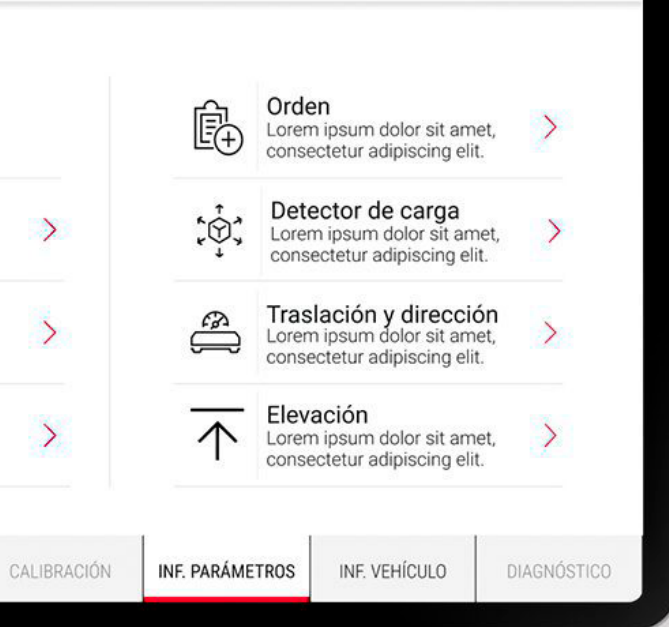 Orden
Lorem ipsum dolor sit amet,
consectetur adipiscing elit.
Detector de carga
Lorem ipsum dolor sit amet,
consectetur adipiscing elit.
Traslación y dirección
Lorem ipsum dolor sit amet,
consectetur adipiscing elit.
Elevación
Lorem ipsum dolor sit amet,
consectetur adipiscing elit.
CALIBRACIÓN
INF. PARÁMETROS
INF. VEHÍCULO
DIAGNÓSTICO